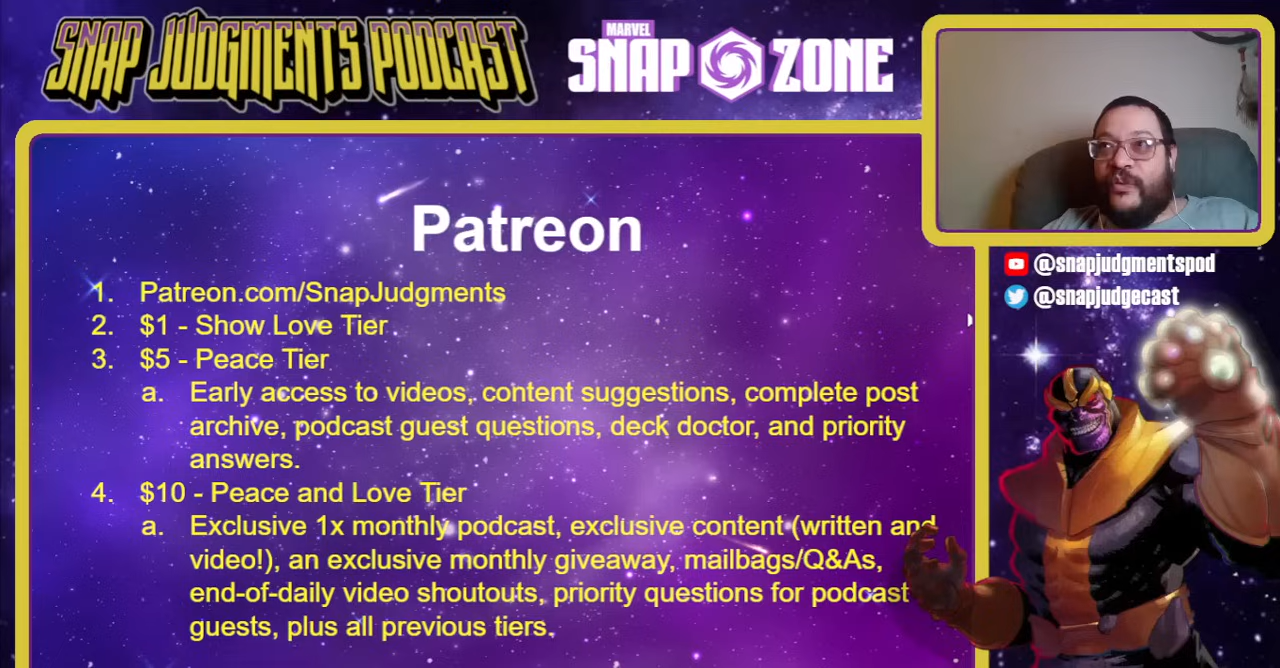 SNAP JUDGMENTS PODCAST
MARVEL
SNAP ZONE
Patreon
1. Patreon.com/SnapJudgments
2. $1 - Show Love Tier
3. $5 - Peace Tier
a. Early access to videos, content suggestions, complete post
archive, podcast guest questions, deck doctor, and priority
answers.
4. $10 - Peace and Love Tier
a. Exclusive 1x monthly podcast, exclusive content (written and
video!), an exclusive monthly giveaway, mailbags/Q&As,
end-of-daily video shoutouts, priority questions for podcast
guests, plus all previous tiers.
@snapjudgmentspod
@snapjudgecast